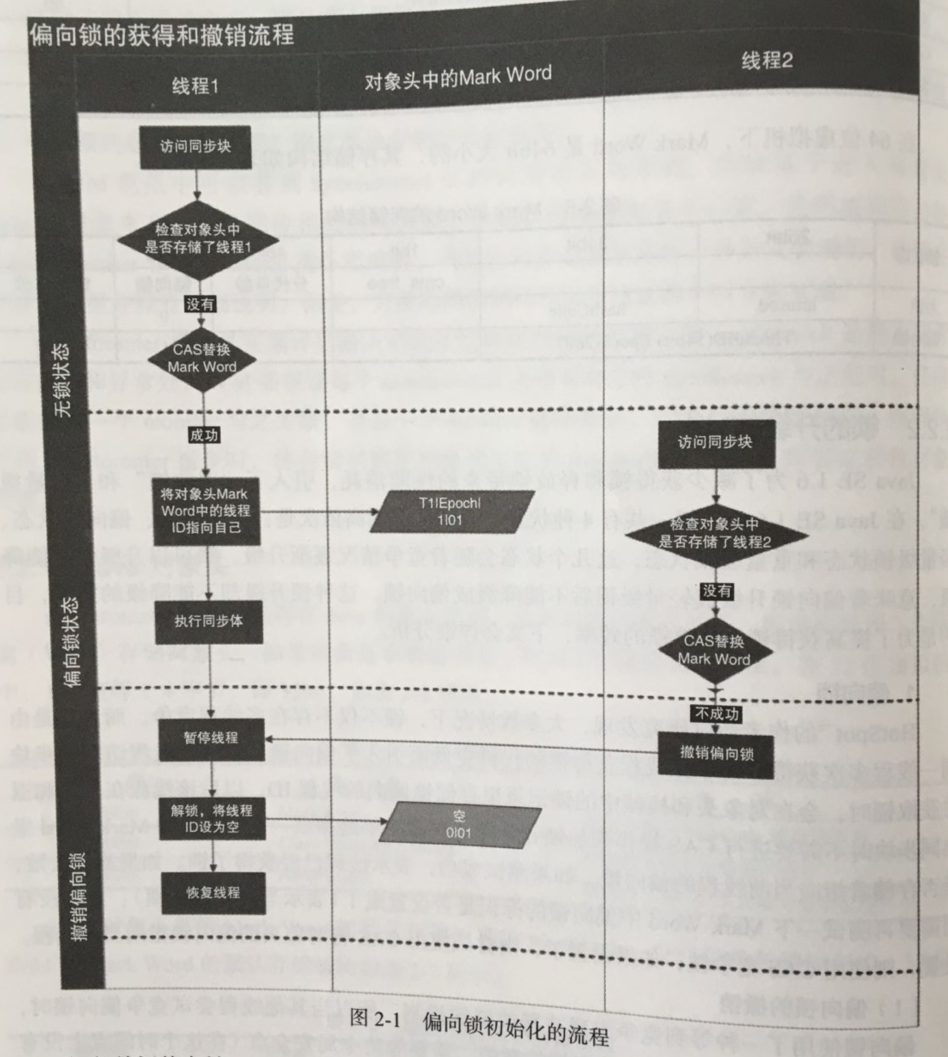 偏向锁的获得和撤销流程
线程1
对象头中的Mark Word
线程2
无锁状态
访问同步块
检查对象头中
是否存储了线程1
没有
CAS替换
Mark Word
偏向锁状态
成功
将对象头Mark
Word中的线程
ID指向自己
T1|Epoch|
1|01
执行同步体
访问同步块
检查对象头中
是否存储了线程2
没有
CAS替换
Mark Word
撤销偏向锁
不成功
撤销偏向锁
暂停线程
解锁,将线程
ID设为空
空
0|01
恢复线程
图 2-1 偏向锁初始化的流程